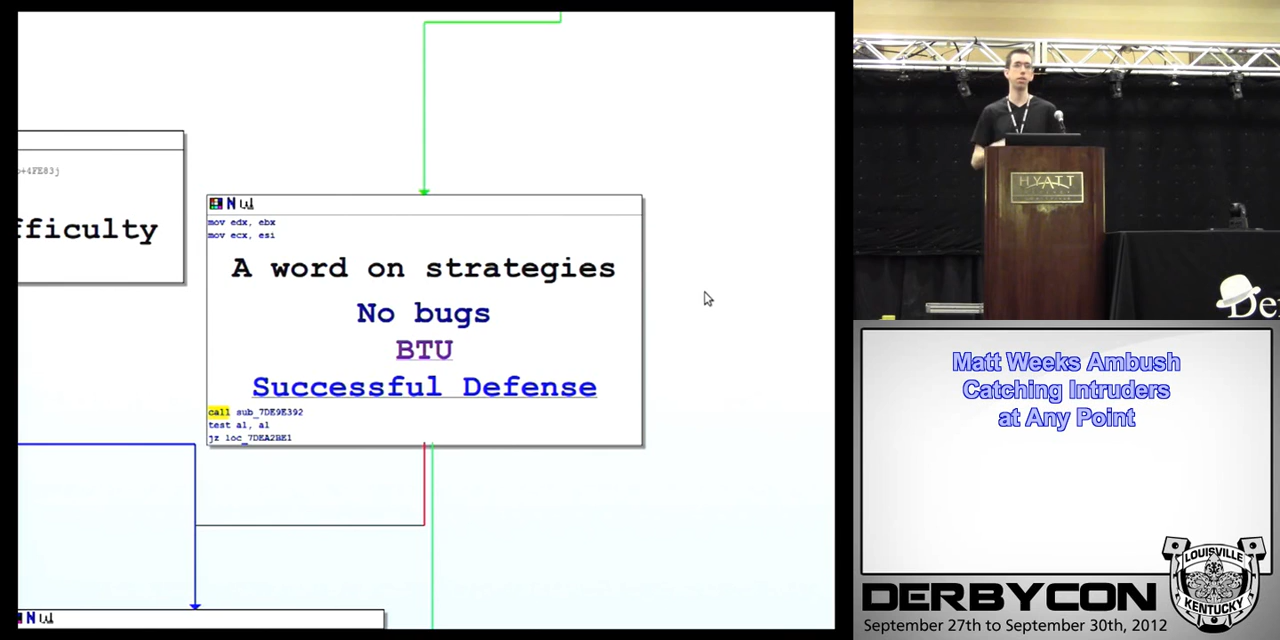 p+4FE83j
fficulty
N
mov edx, ebx
mov ecx, esi
A word on strategies
No bugs
BTU
Successful Defense
call sub_7DE9E392
test al, al
jz loc_7DEA2BE1
N
HYATT
De
Matt Weeks Ambush
Catching Intruders
at Any Point
LOUISVILLE
KENTUCKY
DERBYCON
September 27th to September 30th, 2012